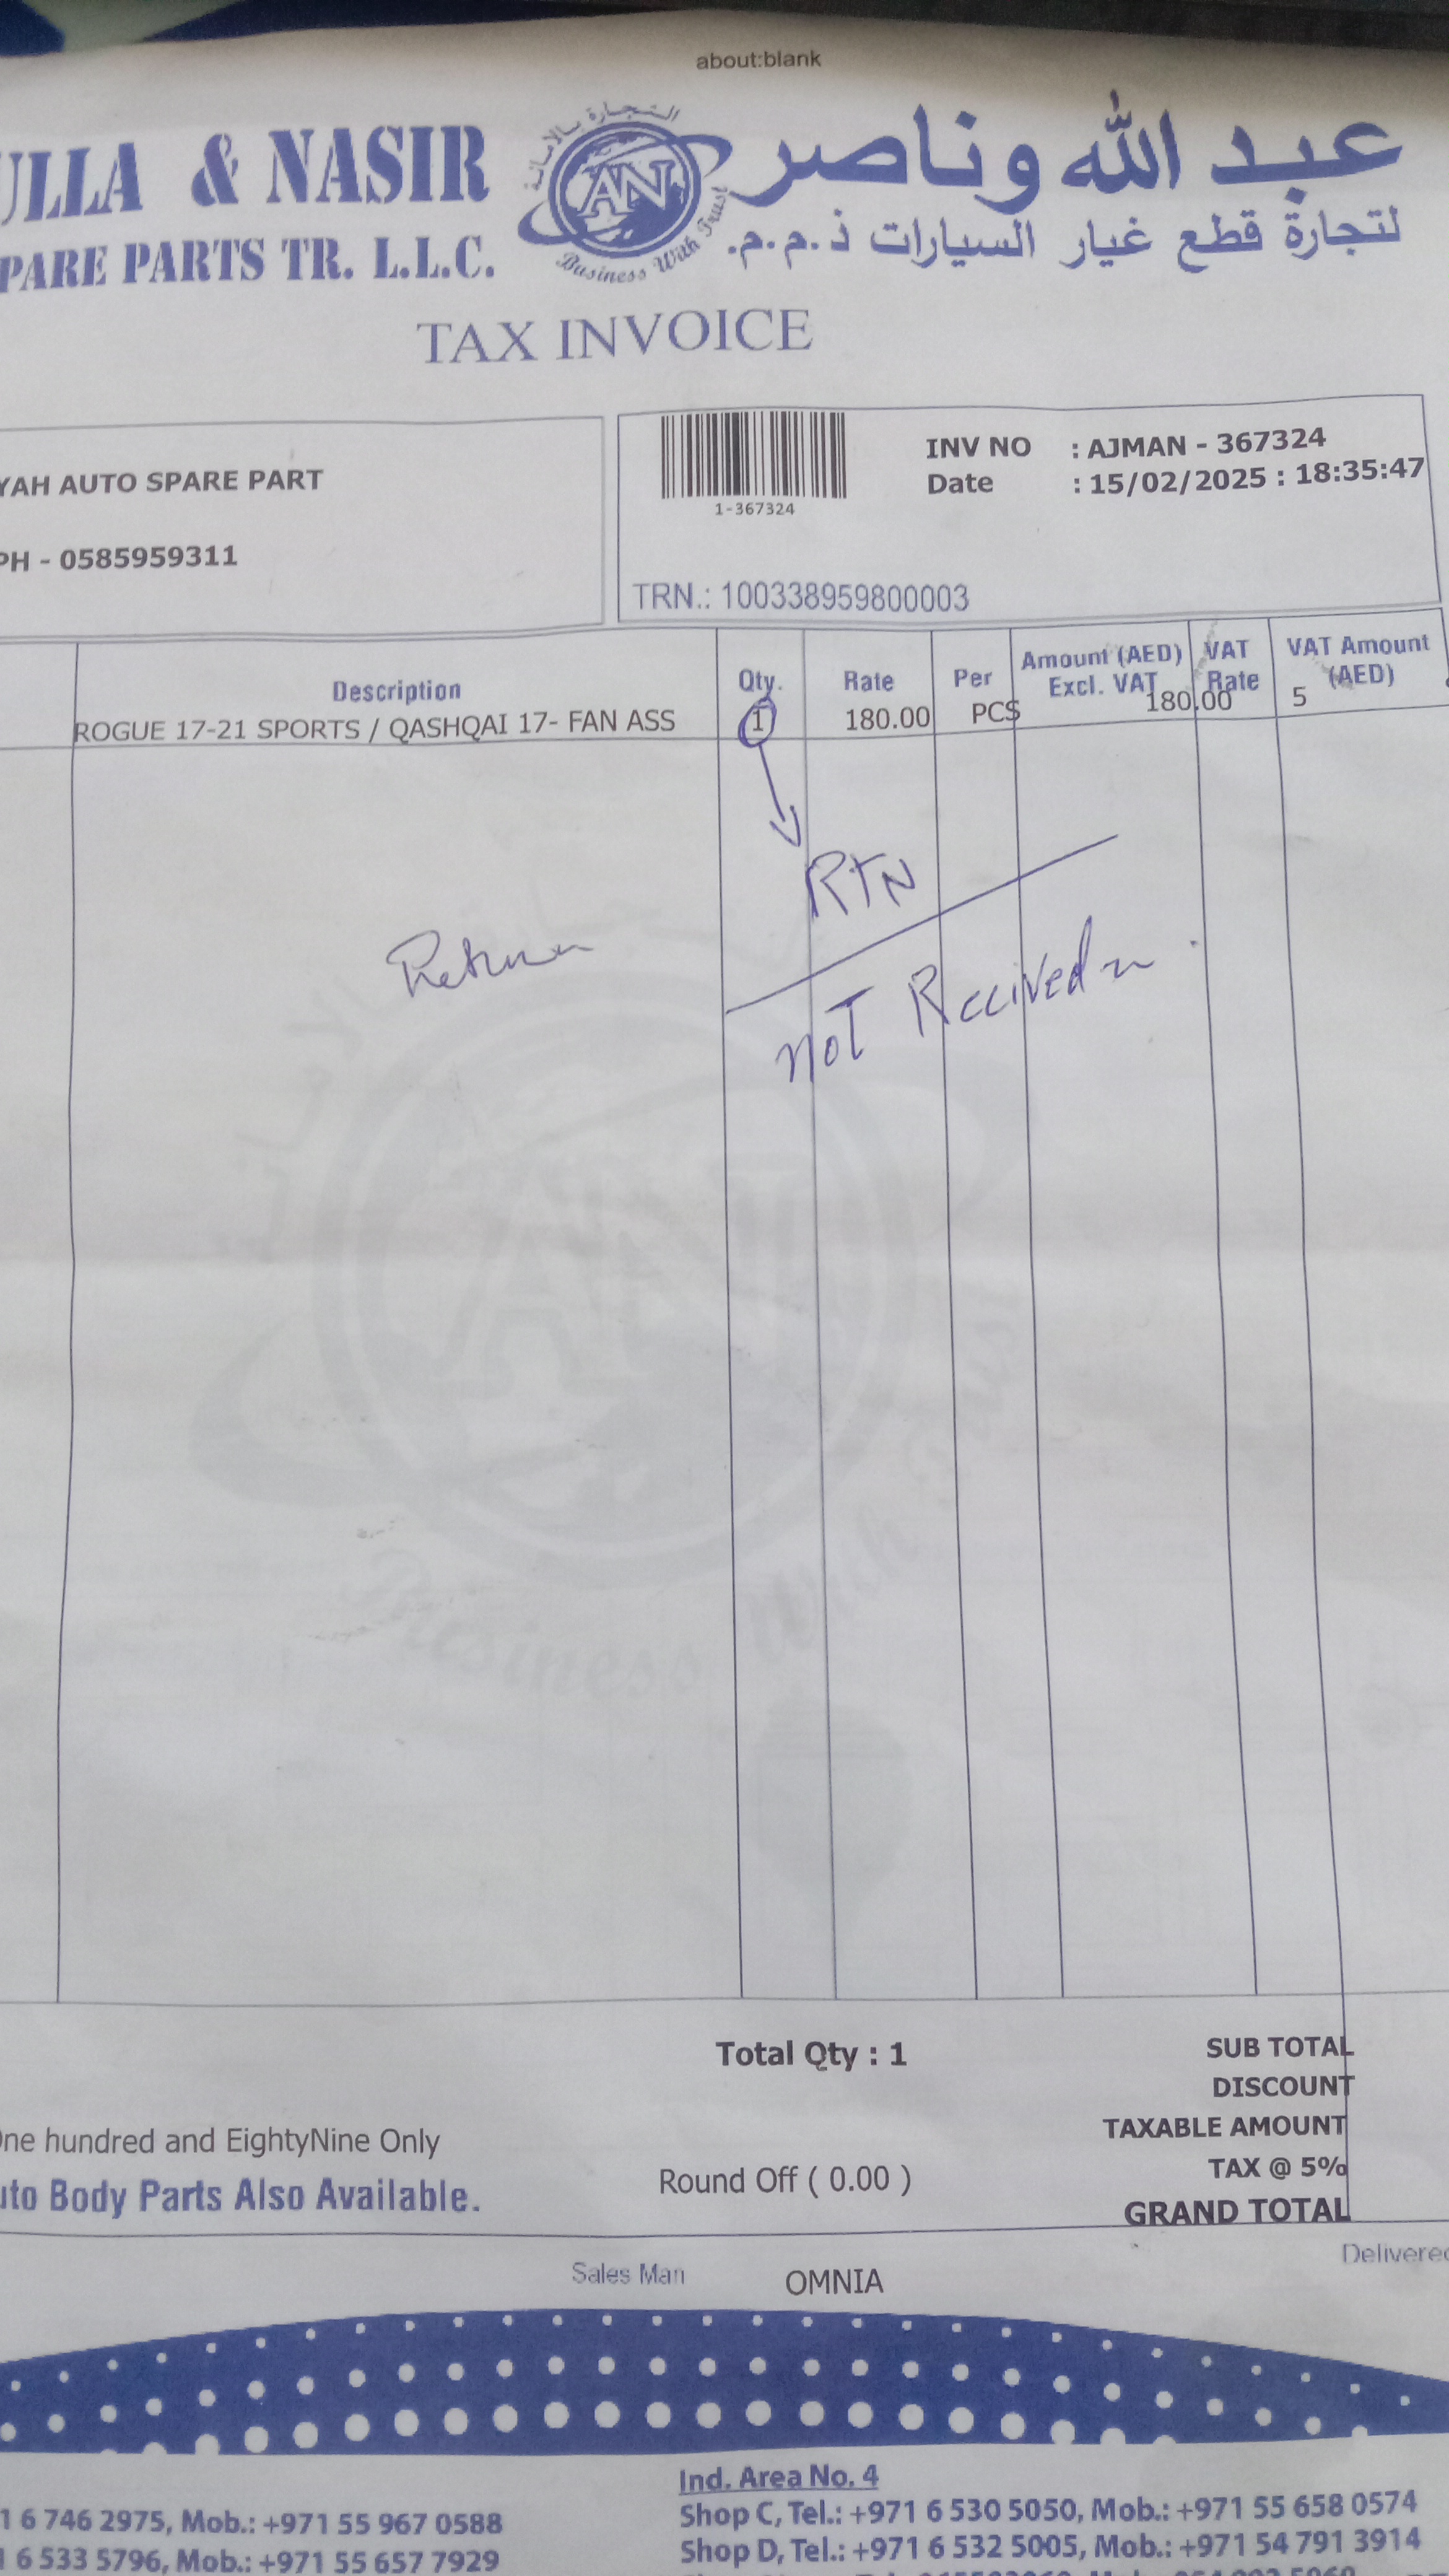 about:blank
ULLA & NASIR
PARE PARTS TR. L.L.C.
التجارة بالامانة
AN
Business With Trust
عبد الله وناصر
لتجارة قطع غيار السيارات ذ.م.م.
TAX INVOICE
YAH AUTO SPARE PART
PH - 0585959311
1-367324
INV NO : AJMAN - 367324
Date : 15/02/2025 : 18:35:47
TRN.: 100338959800003
Description Qty. Rate Per Amount (AED) Excl. VAT VAT Rate VAT Amount (AED)
ROGUE 17-21 SPORTS / QASHQAI 17- FAN ASS 1 180.00 PCS 180.00 5
RTN
Return
NOT Recived
Business With
Total Qty : 1
SUB TOTAL
DISCOUNT
TAXABLE AMOUNT
TAX @ 5%
GRAND TOTAL
One hundred and EightyNine Only
Round Off ( 0.00 )
uto Body Parts Also Available.
Delivered
Sales Man OMNIA
1 6 746 2975, Mob.: +971 55 967 0588
1 6 533 5796, Mob.: +971 55 657 7929
Ind. Area No. 4
Shop C, Tel.: +971 6 530 5050, Mob.: +971 55 658 0574
Shop D, Tel.: +971 6 532 5005, Mob.: +971 54 791 3914